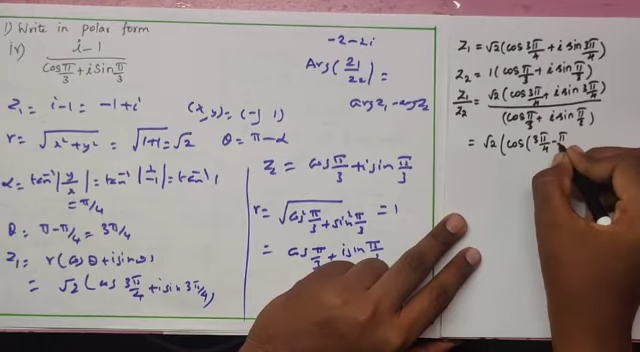 1) Write in polar form
iv) i-1
cos π/3 + i sin π/3
z₁ = i-1 = -1+i (x, y) = (-1, 1)
r = √x²+y² = √1+1 = √2 θ = π-α
α = tan⁻¹ |y/x| = tan⁻¹ |1/-1| = tan⁻¹ 1
= π/4
θ = π-π/4 = 3π/4
z₁ = r(cos θ + i sin θ)
= √2 (cos 3π/4 + i sin 3π/4)
-2-2i
Arg(z₁/z₂) =
arg z₁ - arg z₂
z₂ = cos π/3 + i sin π/3
r = √cos² π/3 + sin² π/3 = 1
= cos π/3 + i sin π/3
z₁ = √2 (cos 3π/4 + i sin 3π/4)
z₂ = 1(cos π/3 + i sin π/3)
z₁/z₂ = √2 (cos 3π/4 + i sin 3π/4)
(cos π/3 + i sin π/3)
= √2 (cos(3π/4 - π